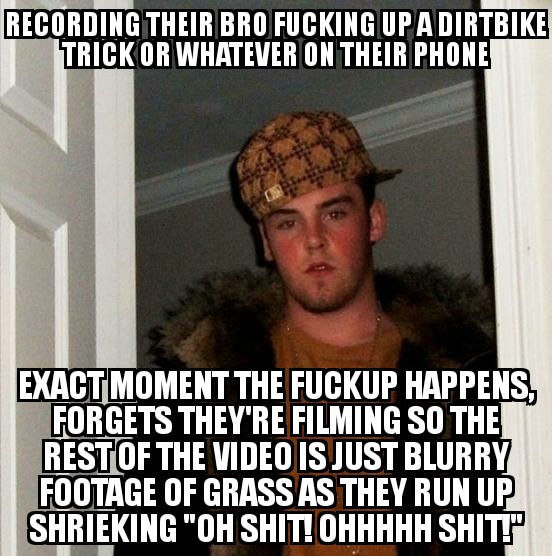 RECORDING THEIR BRO FUCKING UP A DIRTBIKE
TRICK OR WHATEVER ON THEIR PHONE
EXACT MOMENT THE FUCKUP HAPPENS,
FORGETS THEY'RE FILMING SO THE
REST OF THE VIDEO IS JUST BLURRY
FOOTAGE OF GRASS AS THEY RUN UP
SHRIEKING "OH SHIT! OHHHHH SHIT!"